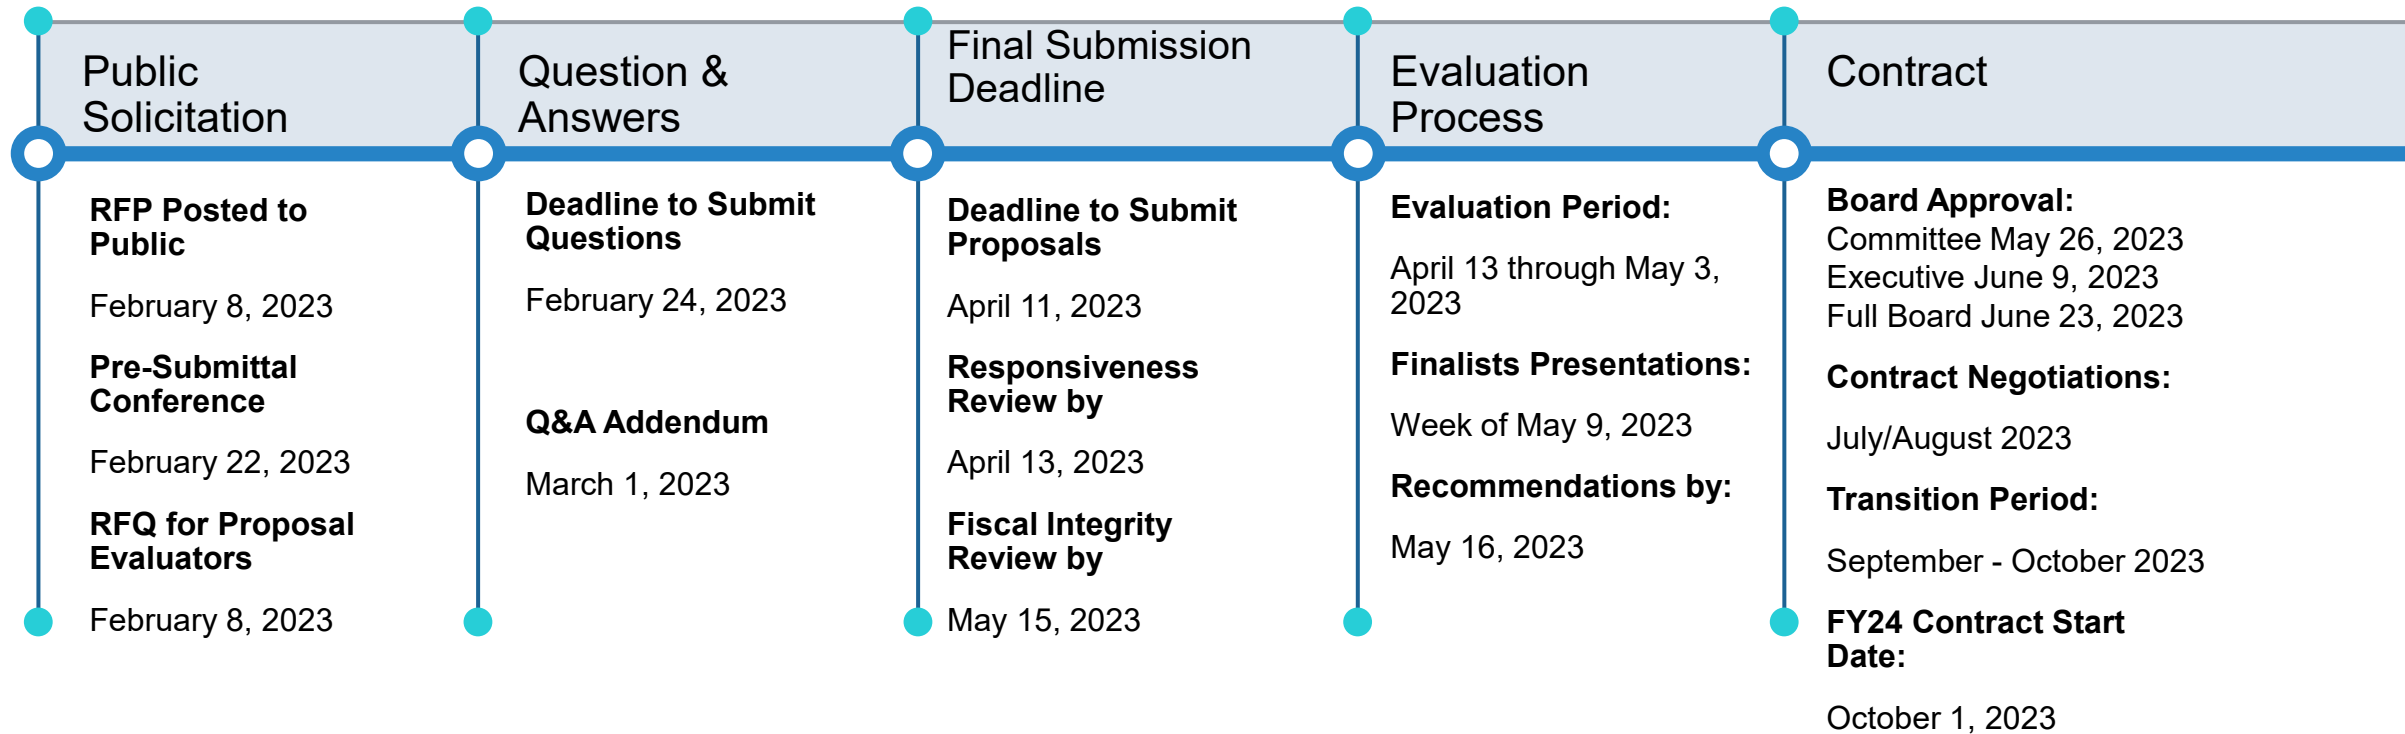 Public
Solicitation
RFP Posted to
Public
February 8, 2023
Pre-Submittal
Conference
February 22, 2023
RFQ for Proposal
Evaluators
February 8, 2023
Question &
Answers
Deadline to Submit
Questions
February 24, 2023
Q&A Addendum
March 1, 2023
Final Submission
Deadline
Deadline to Submit
Proposals
April 11, 2023
Responsiveness
Review by
April 13, 2023
Fiscal Integrity
Review by
May 15, 2023
Evaluation
Process
Evaluation Period:
April 13 through May 3,
2023
Finalists Presentations:
Week of May 9, 2023
Recommendations by:
May 16, 2023
Contract
Board Approval:
Committee May 26, 2023
Executive June 9, 2023
Full Board June 23, 2023
Contract Negotiations:
July/August 2023
Transition Period:
September - October 2023
FY24 Contract Start
Date:
October 1, 2023